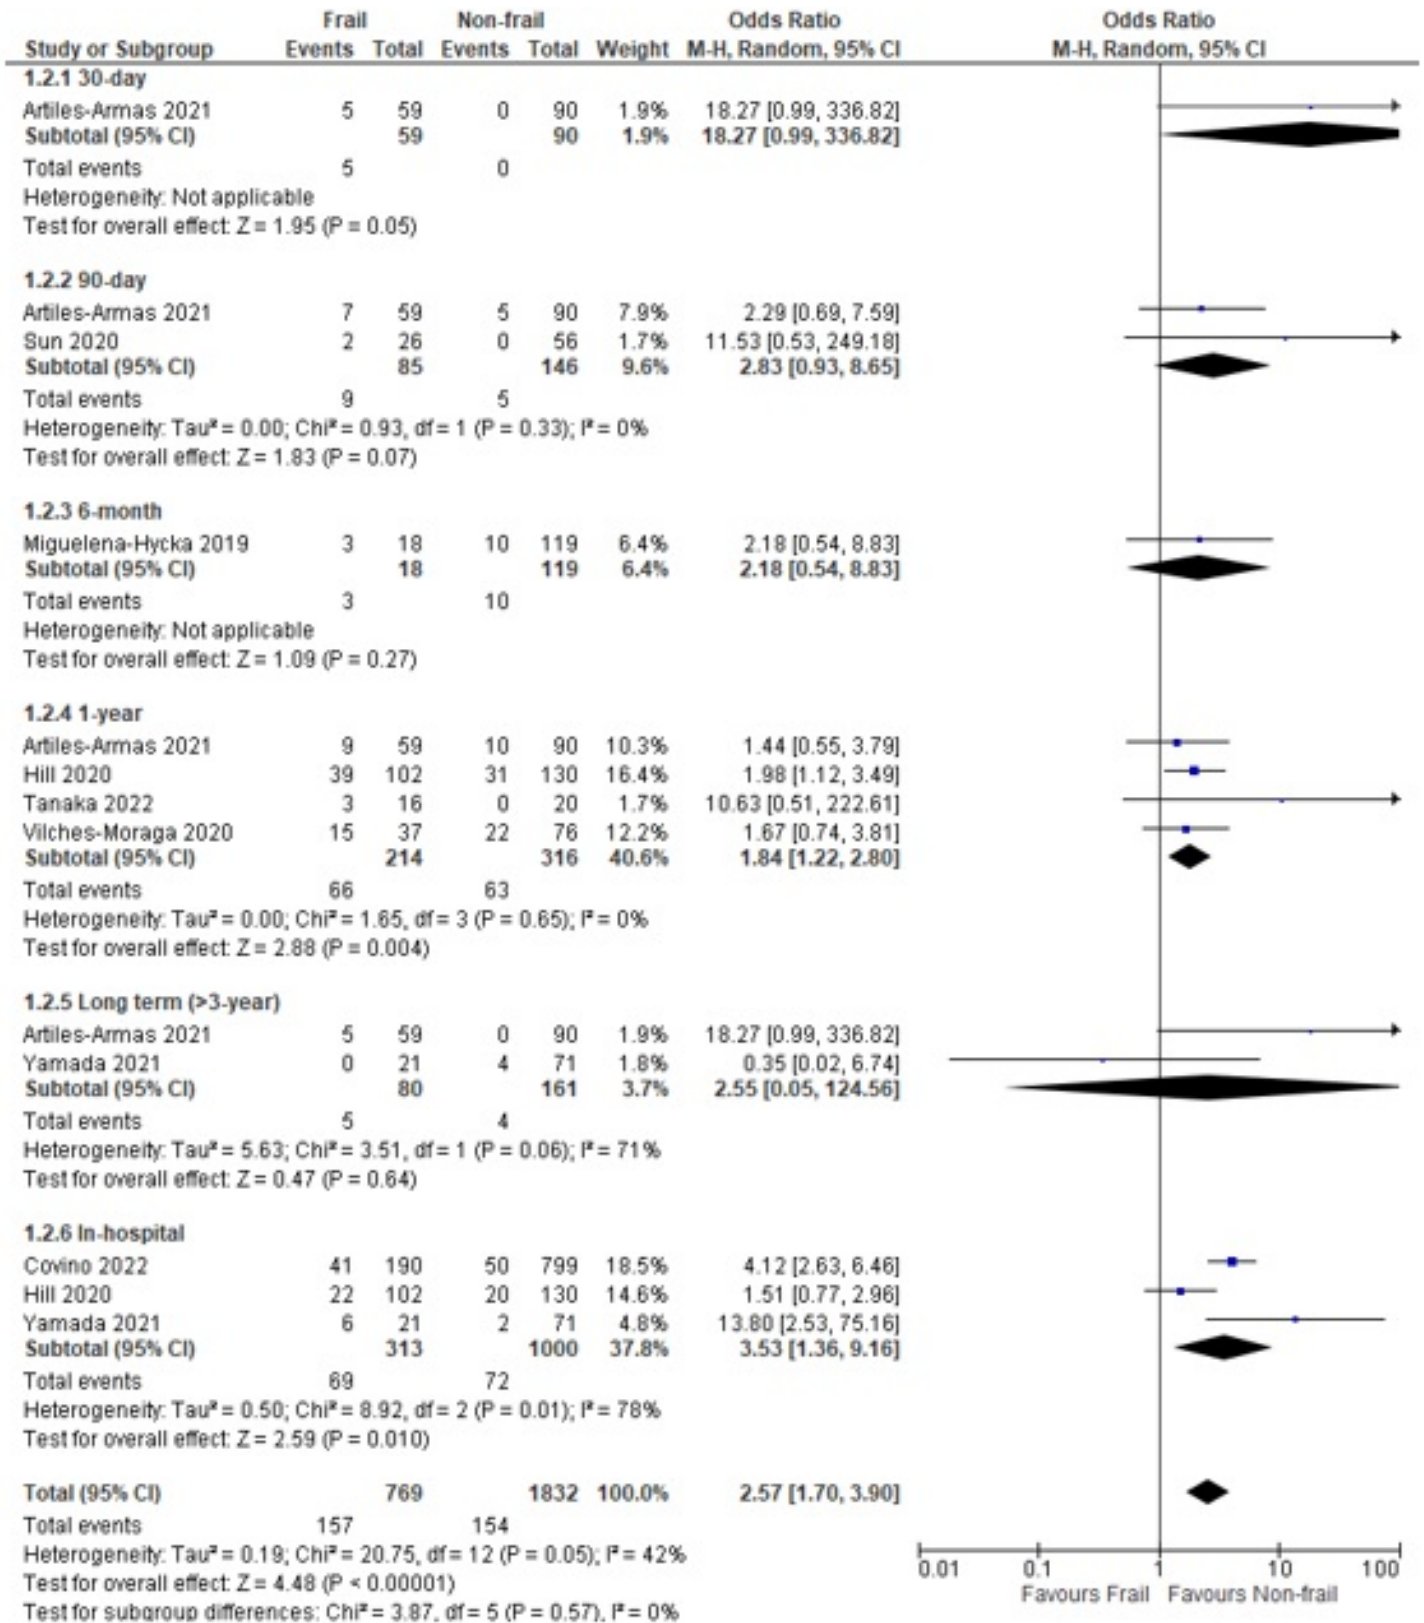 Frail Non-frail Odds Ratio Odds Ratio
Study or Subgroup Events Total Events Total Weight M-H, Random, 95% CI M-H, Random, 95% CI
1.2.1 30-day
Artiles-Armas 2021 5 59 0 90 1.9% 18.27 [0.99, 336.82]
Subtotal (95% CI) 59 90 1.9% 18.27 [0.99, 336.82]
Total events 5 0
Heterogeneity: Not applicable
Test for overall effect: Z = 1.95 (P = 0.05)
1.2.2 90-day
Artiles-Armas 2021 7 59 5 90 7.9% 2.29 [0.69, 7.59]
Sun 2020 2 26 0 56 1.7% 11.53 [0.53, 249.18]
Subtotal (95% CI) 85 146 9.6% 2.83 [0.93, 8.65]
Total events 9 5
Heterogeneity: Tau² = 0.00; Chi² = 0.93, df = 1 (P = 0.33); I² = 0%
Test for overall effect: Z = 1.83 (P = 0.07)
1.2.3 6-month
Miguelena-Hycka 2019 3 18 10 119 6.4% 2.18 [0.54, 8.83]
Subtotal (95% CI) 18 119 6.4% 2.18 [0.54, 8.83]
Total events 3 10
Heterogeneity: Not applicable
Test for overall effect: Z = 1.09 (P = 0.27)
1.2.4 1-year
Artiles-Armas 2021 9 59 10 90 10.3% 1.44 [0.55, 3.79]
Hill 2020 39 102 31 130 16.4% 1.98 [1.12, 3.49]
Tanaka 2022 3 16 0 20 1.7% 10.63 [0.51, 222.61]
Vilches-Moraga 2020 15 37 22 76 12.2% 1.67 [0.74, 3.81]
Subtotal (95% CI) 214 316 40.6% 1.84 [1.22, 2.80]
Total events 66 63
Heterogeneity: Tau² = 0.00; Chi² = 1.65, df = 3 (P = 0.65); I² = 0%
Test for overall effect: Z = 2.88 (P = 0.004)
1.2.5 Long term (>3-year)
Artiles-Armas 2021 5 59 0 90 1.9% 18.27 [0.99, 336.82]
Yamada 2021 0 21 4 71 1.8% 0.35 [0.02, 6.74]
Subtotal (95% CI) 80 161 3.7% 2.55 [0.05, 124.56]
Total events 5 4
Heterogeneity: Tau² = 5.63; Chi² = 3.51, df = 1 (P = 0.06); I² = 71%
Test for overall effect: Z = 0.47 (P = 0.64)
1.2.6 In-hospital
Covino 2022 41 190 50 799 18.5% 4.12 [2.63, 6.46]
Hill 2020 22 102 20 130 14.6% 1.51 [0.77, 2.96]
Yamada 2021 6 21 2 71 4.8% 13.80 [2.53, 75.16]
Subtotal (95% CI) 313 1000 37.8% 3.53 [1.36, 9.16]
Total events 69 72
Heterogeneity: Tau² = 0.50; Chi² = 8.92, df = 2 (P = 0.01); I² = 78%
Test for overall effect: Z = 2.59 (P = 0.010)
Total (95% CI) 769 1832 100.0% 2.57 [1.70, 3.90]
Total events 157 154
Heterogeneity: Tau² = 0.19; Chi² = 20.75, df = 12 (P = 0.05); I² = 42%
Test for overall effect: Z = 4.48 (P < 0.00001)
Test for subgroup differences: Chi² = 3.87, df = 5 (P = 0.57), I² = 0%
0.01 0.1 1 10 100
Favours Frail Favours Non-frail